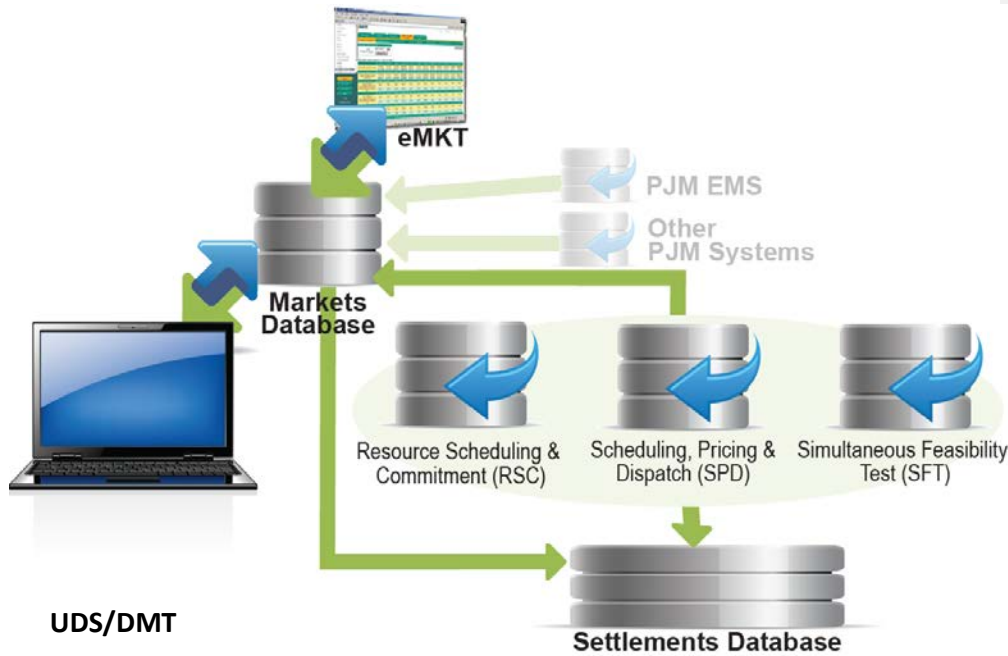 eMKT
PJM EMS
Other
PJM Systems
Markets
Database
Resource Scheduling &
Commitment (RSC)
Scheduling, Pricing &
Dispatch (SPD)
Simultaneous Feasibility
Test (SFT)
UDS/DMT
Settlements Database